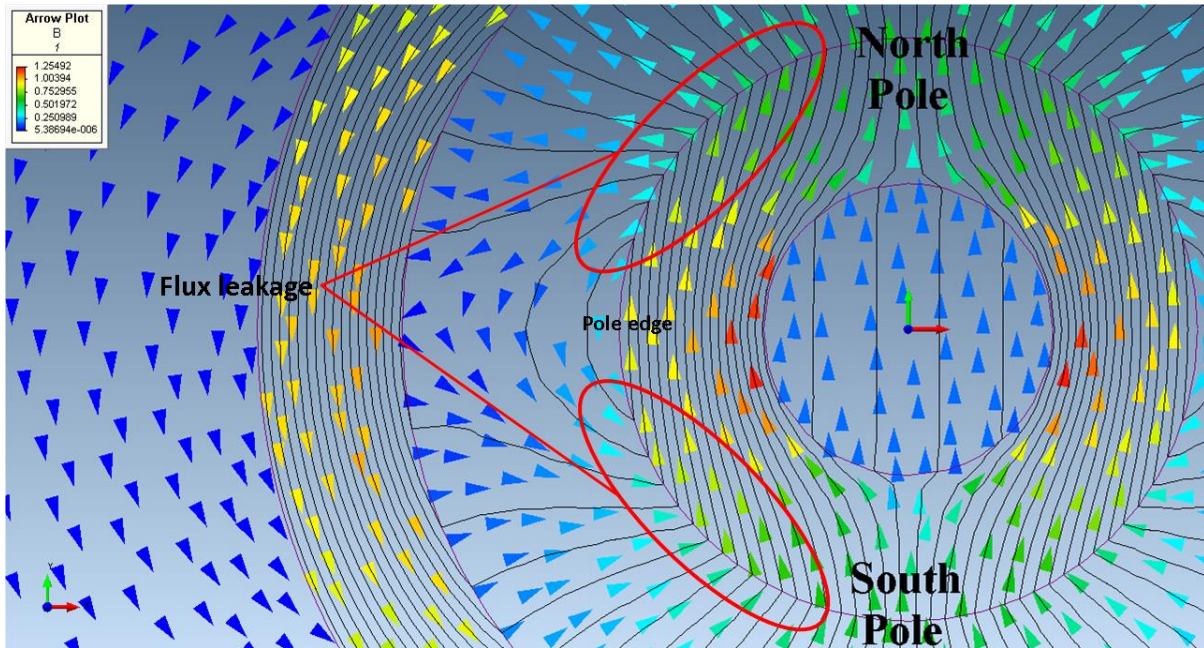 Arrow Plot
B
1.25492
1.00394
0.752955
0.501972
0.250989
5.38694e-006
North
Pole
Flux leakage
Pole edge
South
Pole
Y